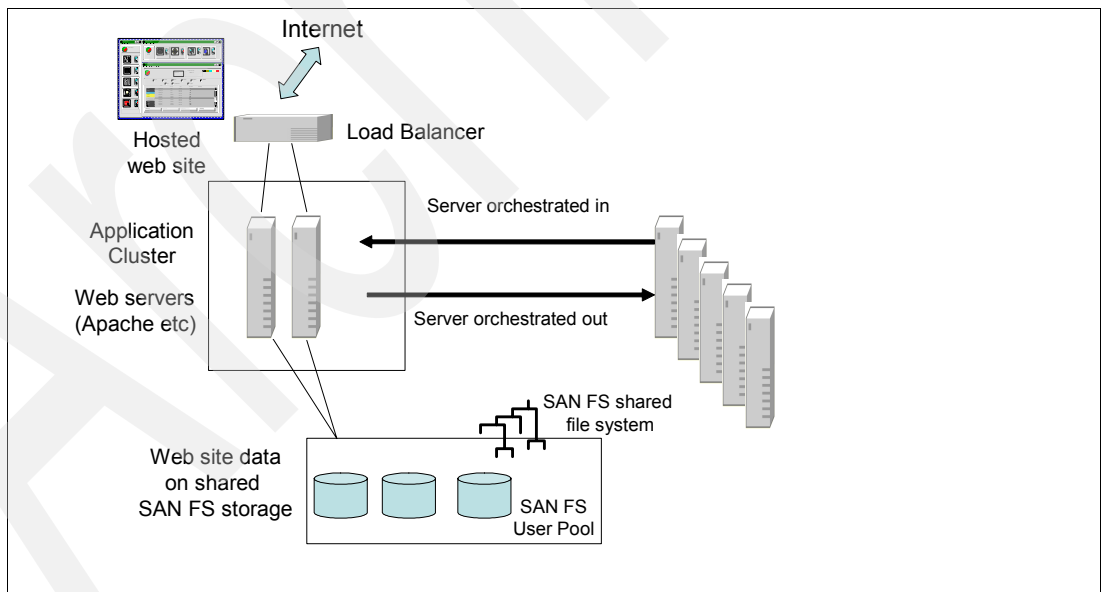 Internet
Load Balancer
Hosted
web site
Server orchestrated in
Application
Cluster
Web servers
(Apache etc)
Server orchestrated out
SAN FS shared
file system
Web site data
on shared
SAN FS storage
SAN FS
User Pool